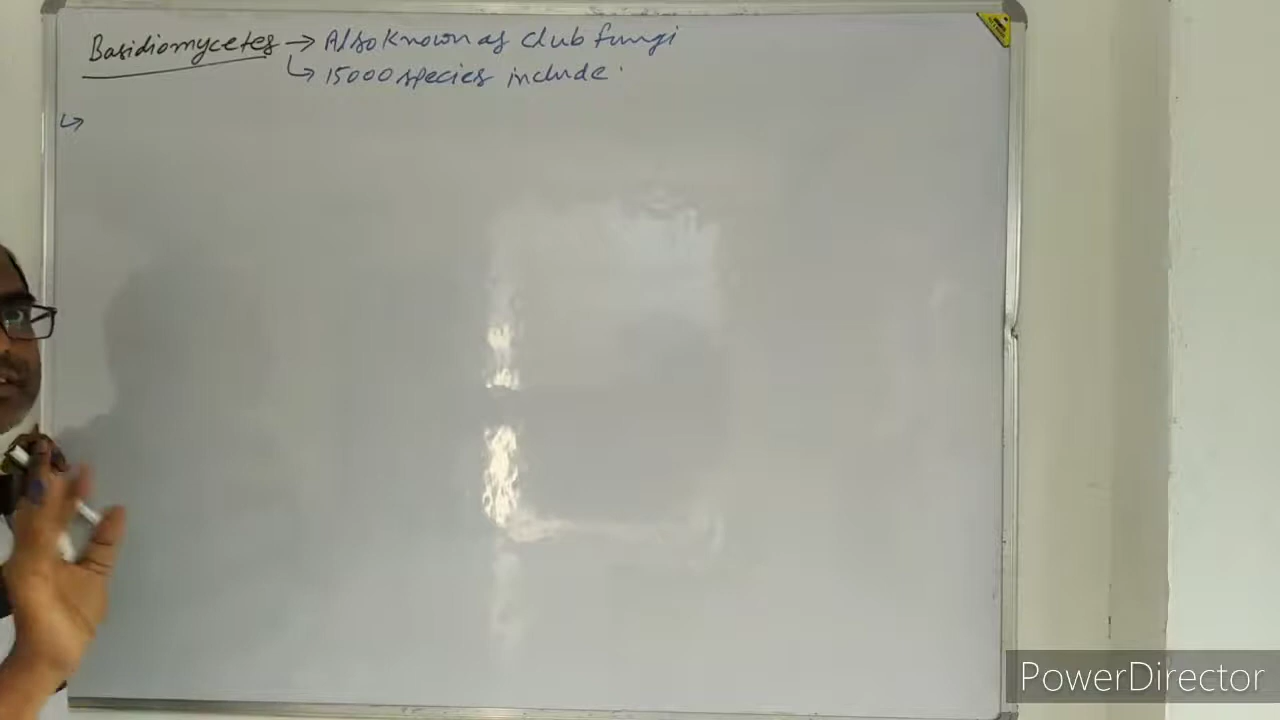 Basidiomycetes → Also Known as club fungi
↳ 15000 species include.
↳
PowerDirector